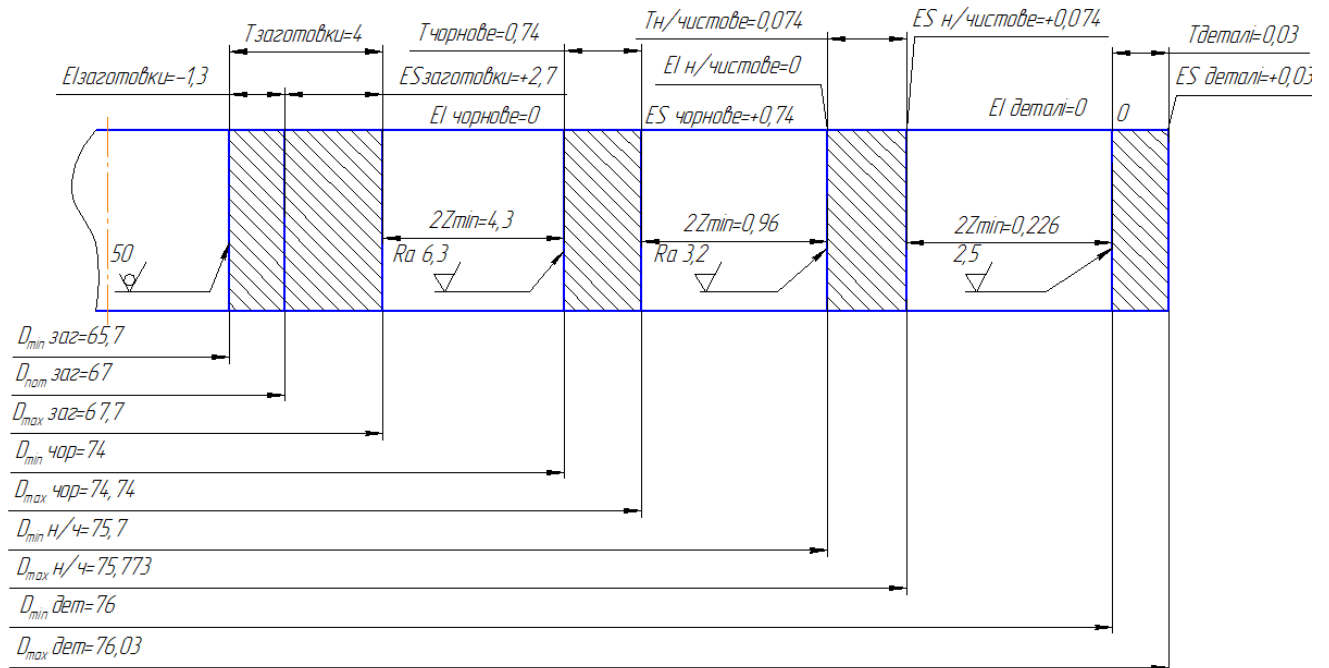 Tзаготовки=4
Tчорнове=0,74
Tн/чистове=0,074
ES н/чистове=+0,074
Tдеталі=0,03
EIзаготовки=-1,3
ESзаготовки=+2,7
EI н/чистове=0
ES деталі=+0,03
EI чорнове=0
ES чорнове=+0,74
EI деталі=0
0
2Zmin=4,3
2Zmin=0,96
2Zmin=0,226
50
Ra 6,3
Ra 3,2
2,5
Dmin заг=65,7
Dnom заг=67
Dmax заг=67,7
Dmin чор=74
Dmax чор=74,74
Dmin н/ч=75,7
Dmax н/ч=75,773
Dmin дет=76
Dmax дет=76,03